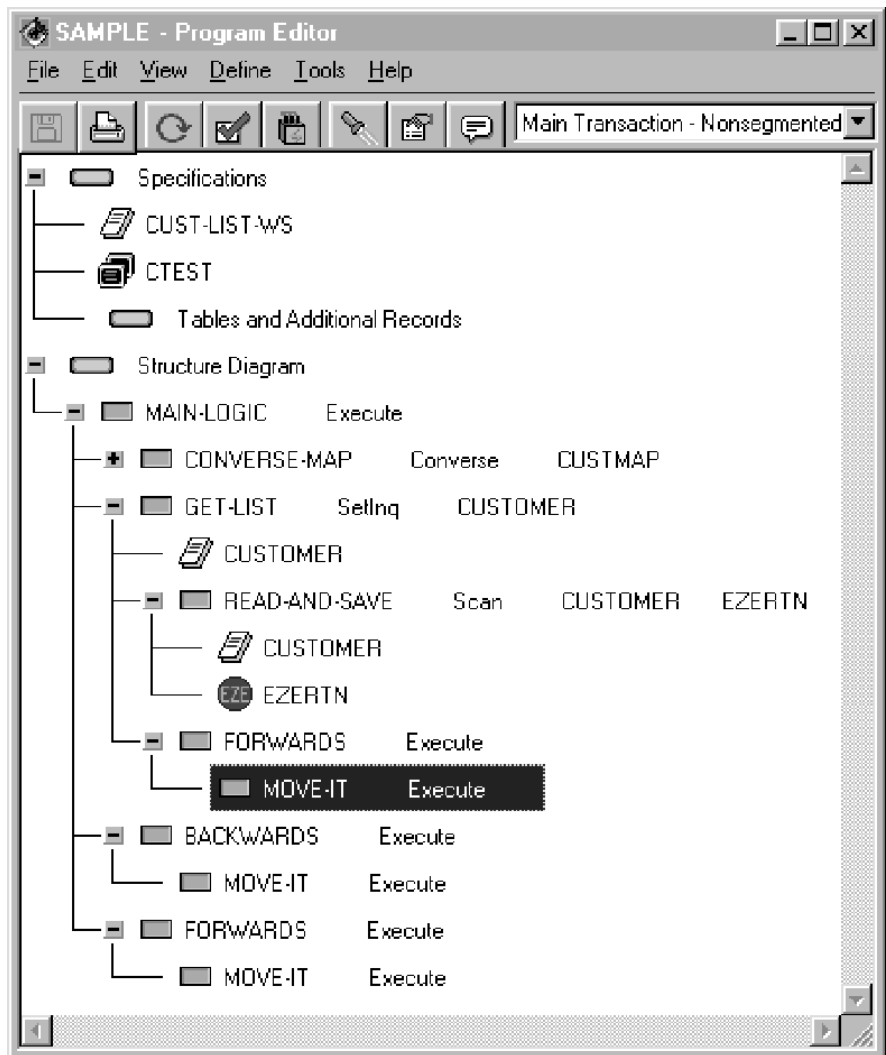 SAMPLE - Program Editor
File Edit View Define Tools Help
Main Transaction - Nonsegmented
Specifications
CUST-LIST-WS
CTEST
Tables and Additional Records
Structure Diagram
MAIN-LOGIC Execute
CONVERSE-MAP Converse CUSTMAP
GET-LIST SetInq CUSTOMER
CUSTOMER
READ-AND-SAVE Scan CUSTOMER EZERTN
CUSTOMER
EZE EZERTN
FORWARDS Execute
MOVE-IT Execute
BACKWARDS Execute
MOVE-IT Execute
FORWARDS Execute
MOVE-IT Execute